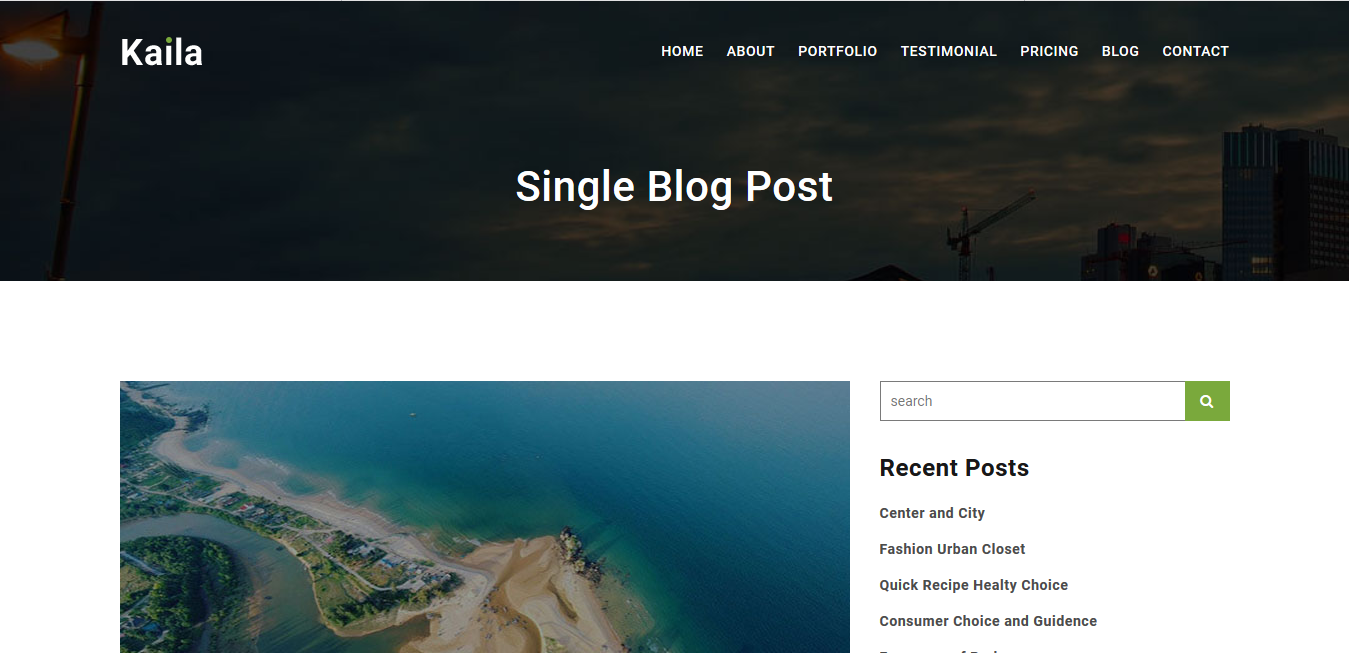 Kaila
HOME ABOUT PORTFOLIO TESTIMONIAL PRICING BLOG CONTACT
Single Blog Post
search
Recent Posts
Center and City
Fashion Urban Closet
Quick Recipe Healty Choice
Consumer Choice and Guidence